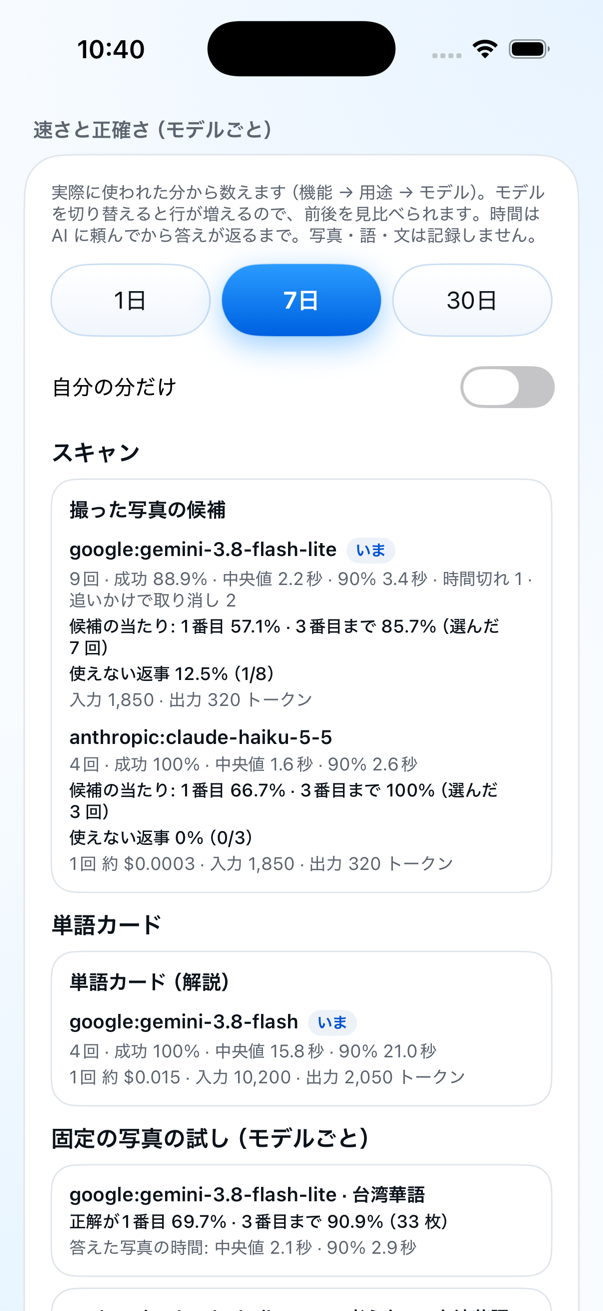 10:40
速さと正確さ（モデルごと）
実際に使われた分から数えます（機能 → 用途 → モデル）。モデル
を切り替えると行が増えるので、前後を見比べられます。時間は
AI に頼んでから答えが返るまで。写真・語・文は記録しません。
1日
7日
30日
自分の分だけ
スキャン
撮った写真の候補
google:gemini-3.8-flash-lite いま
9回 · 成功 88.9% · 中央値 2.2秒 · 90% 3.4秒 · 時間切れ 1 ·
追いかけで取り消し 2
候補の当たり: 1番目 57.1% · 3番目まで 85.7%（選んだ
7 回）
使えない返事 12.5%（1/8）
入力 1,850 · 出力 320 トークン
anthropic:claude-haiku-5-5
4回 · 成功 100% · 中央値 1.6秒 · 90% 2.6秒
候補の当たり: 1番目 66.7% · 3番目まで 100%（選んだ
3 回）
使えない返事 0%（0/3）
1回 約 $0.0003 · 入力 1,850 · 出力 320 トークン
単語カード
単語カード（解説）
google:gemini-3.8-flash いま
4回 · 成功 100% · 中央値 15.8秒 · 90% 21.0秒
1回 約 $0.015 · 入力 10,200 · 出力 2,050 トークン
固定の写真の試し（モデルごと）
google:gemini-3.8-flash-lite · 台湾華語
正解が1番目 69.7% · 3番目まで 90.9%（33 枚）
答えた写真の時間: 中央値 2.1秒 · 90% 2.9秒